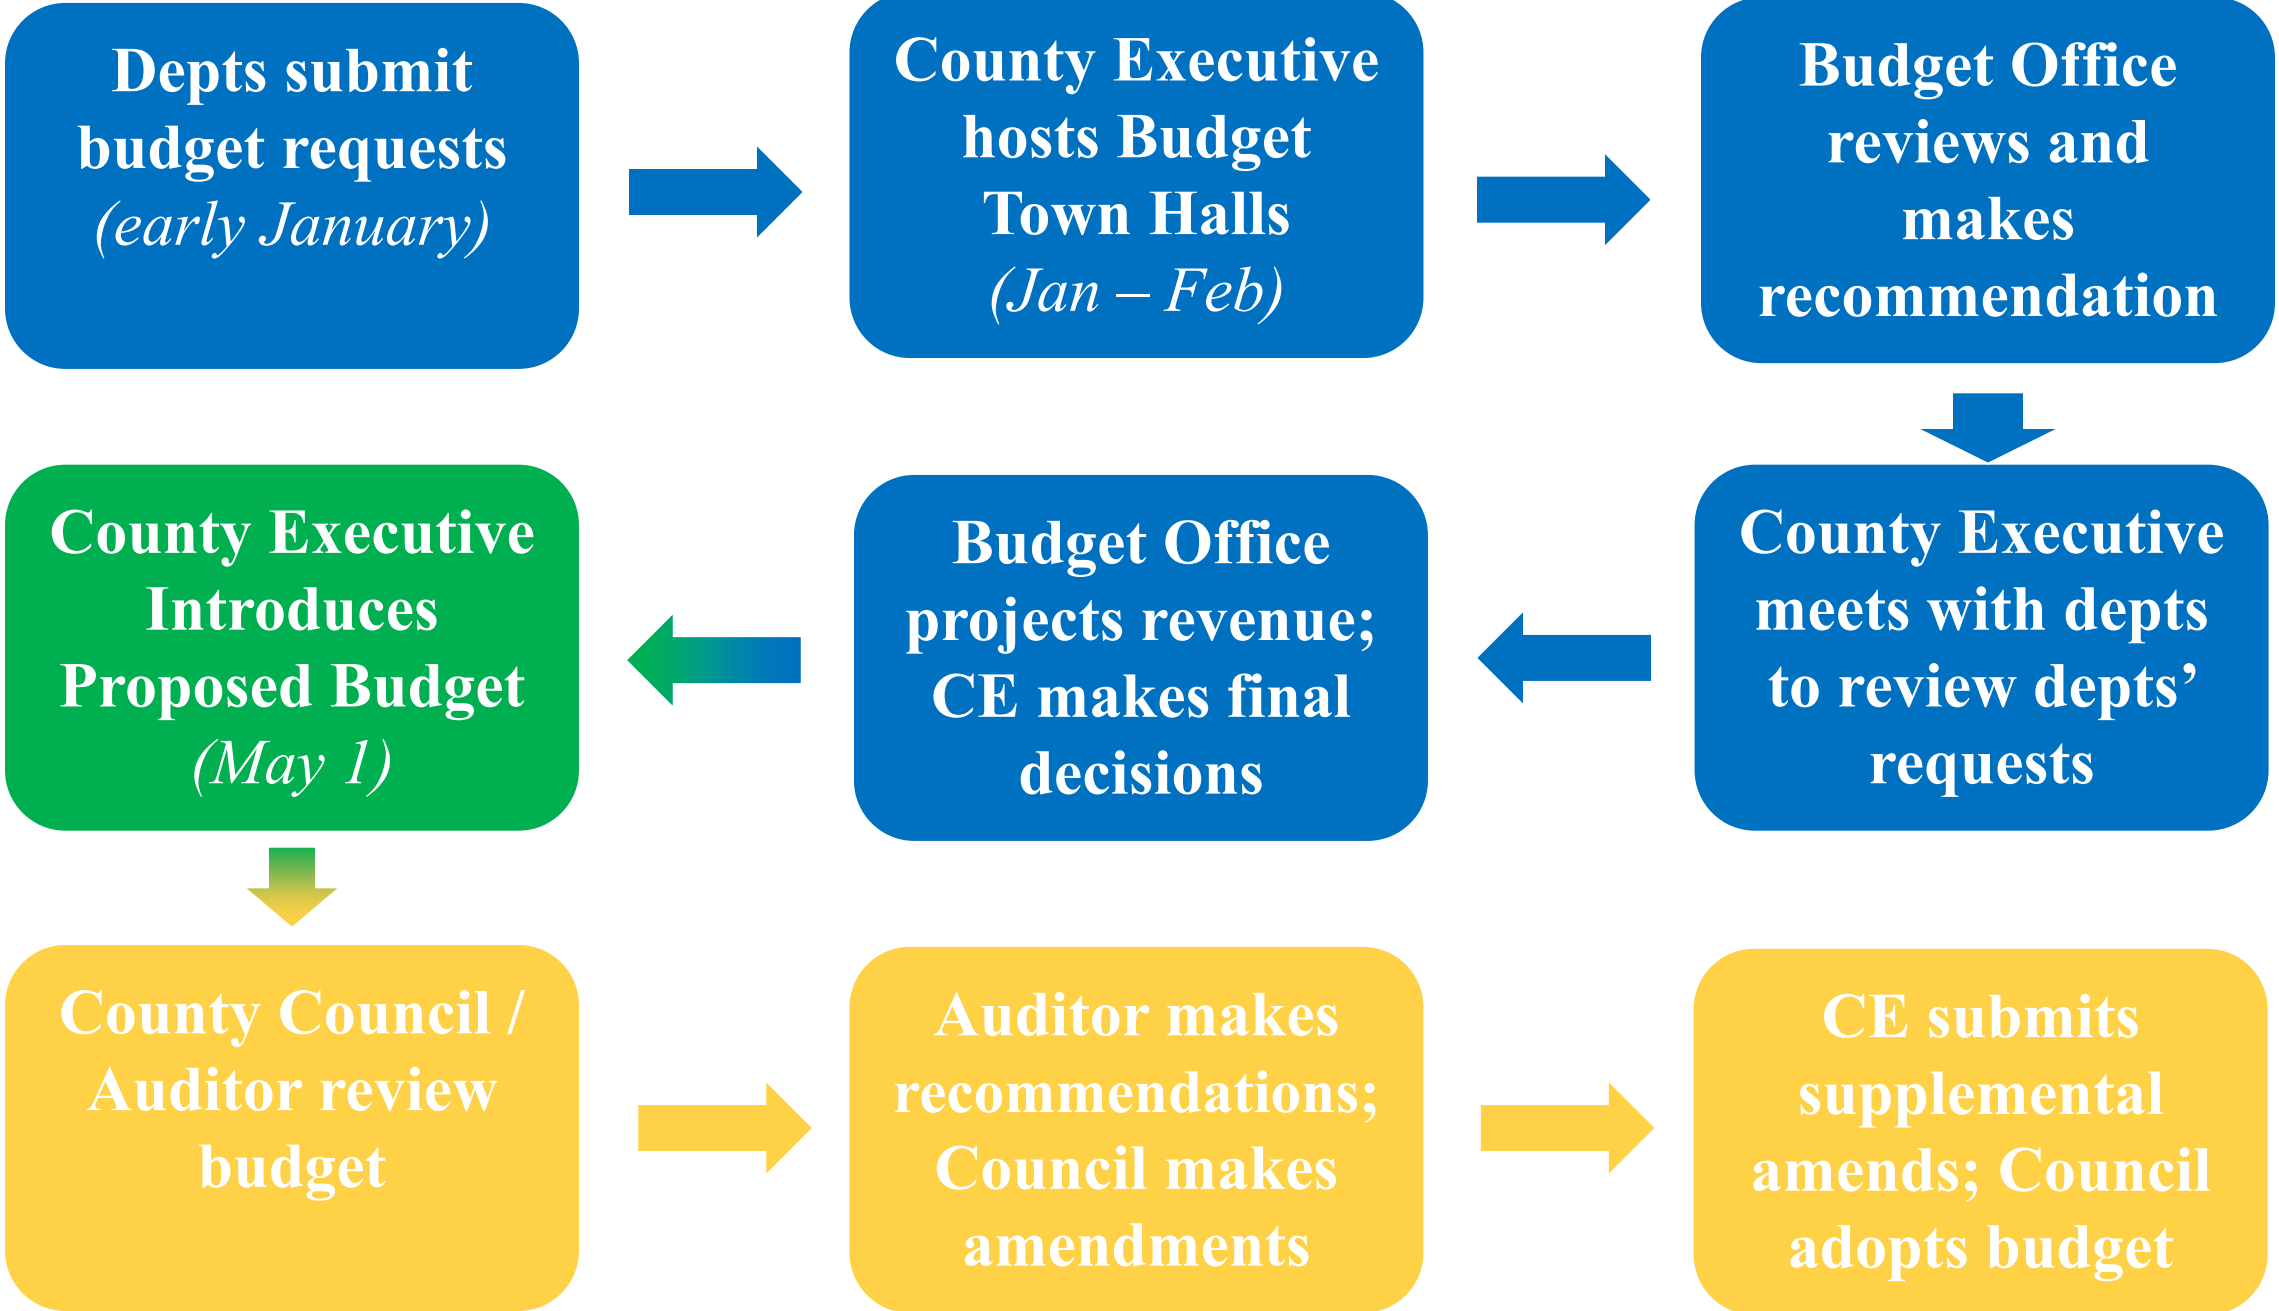 Depts submit
budget requests
(early January)
County Executive
hosts Budget
Town Halls
(Jan – Feb)
Budget Office
reviews and
makes
recommendation
County Executive
meets with depts
to review depts’
requests
Budget Office
projects revenue;
CE makes final
decisions
County Executive
Introduces
Proposed Budget
(May 1)
County Council /
Auditor review
budget
Auditor makes
recommendations;
Council makes
amendments
CE submits
supplemental
amends; Council
adopts budget